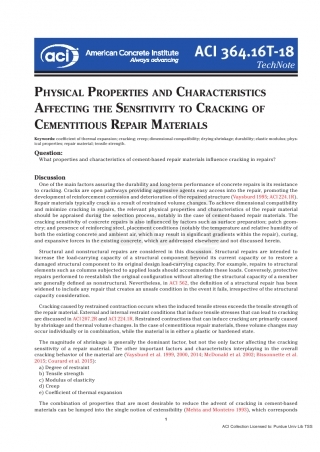 aci American Concrete Institute
Always advancing
ACI 364.16T-18
TechNote
PHYSICAL PROPERTIES AND CHARACTERISTICS
AFFECTING THE SENSITIVITY TO CRACKING OF
CEMENTITIOUS REPAIR MATERIALS
Keywords: coefficient of thermal expansion; cracking; creep; dimensional compatibility; drying shrinkage; durability; elastic modulus; phys-
ical properties; repair material; tensile strength.
Question:
What properties and characteristics of cement-based repair materials influence cracking in repairs?
Discussion
One of the main factors assuring the durability and long-term performance of concrete repairs is its resistance
to cracking. Cracks are open pathways providing aggressive agents easy access into the repair, promoting the
development of reinforcement corrosion and deterioration of the repaired structure (Vaysburd 1995; ACI 224.1R).
Repair materials typically crack as a result of restrained volume changes. To achieve dimensional compatibility
and minimize cracking in repairs, the relevant physical properties and characteristics of the repair material
should be appraised during the selection process, notably in the case of cement-based repair materials. The
cracking sensitivity of concrete repairs is also influenced by factors such as surface preparation; patch geom-
etry; and presence of reinforcing steel, placement conditions (notably the temperature and relative humidity of
both the existing concrete and ambient air, which may result in significant gradients within the repair), curing,
and expansive forces in the existing concrete, which are addressed elsewhere and not discussed herein.
Structural and nonstructural repairs are considered in this discussion. Structural repairs are intended to
increase the load-carrying capacity of a structural component beyond its current capacity or to restore a
damaged structural component to its original design load-carrying capacity. For example, repairs to structural
elements such as columns subjected to applied loads should accommodate these loads. Conversely, protective
repairs performed to reestablish the original configuration without considering the capacity of a structural member
are generally defined as nonstructural. Nevertheless, in ACI 562, the definition of a structural repair has been
widened to include any repair that creates an unsafe condition in the event it fails, irrespective of the structural
capacity consideration.
Cracking caused by restrained contraction occurs when the induced tensile stress exceeds the tensile strength of
the repair material. External and internal restraint conditions that induce tensile stresses that can lead to cracking
are discussed in ACI207.2R and ACI 224.1R. Restrained contractions that can induce cracking are primarily caused
by shrinkage and thermal volume changes. In the case of cementitious repair materials, these volume changes may
occur individually or in combination, while the material is either a plastic or hardened state.
The magnitude of shrinkage is generally the dominant, but not the only factor affecting the cracking
sensitivity of a repair material. The other important factors and characteristics interplaying in the overall
cracking behavior of the material are (Vaysburd et al. 1999, 2006, 2014; McDonald et al. 2002; Bissonnette et al.
2015; Courard et al. 2015):
a) Degree of restraint
b) Tensile strength
c) Modulus of elasticity
d) Creep
e) Coefficient of thermal expansion
The combination of properties that are most desirable to reduce the advent of cracking in cement-based
materials can be lumped into the single notion of extensibility (Mehta and Monteiro 1993), which corresponds
1
ACI Collection Licensed to: Purdue Univ Lib TSS